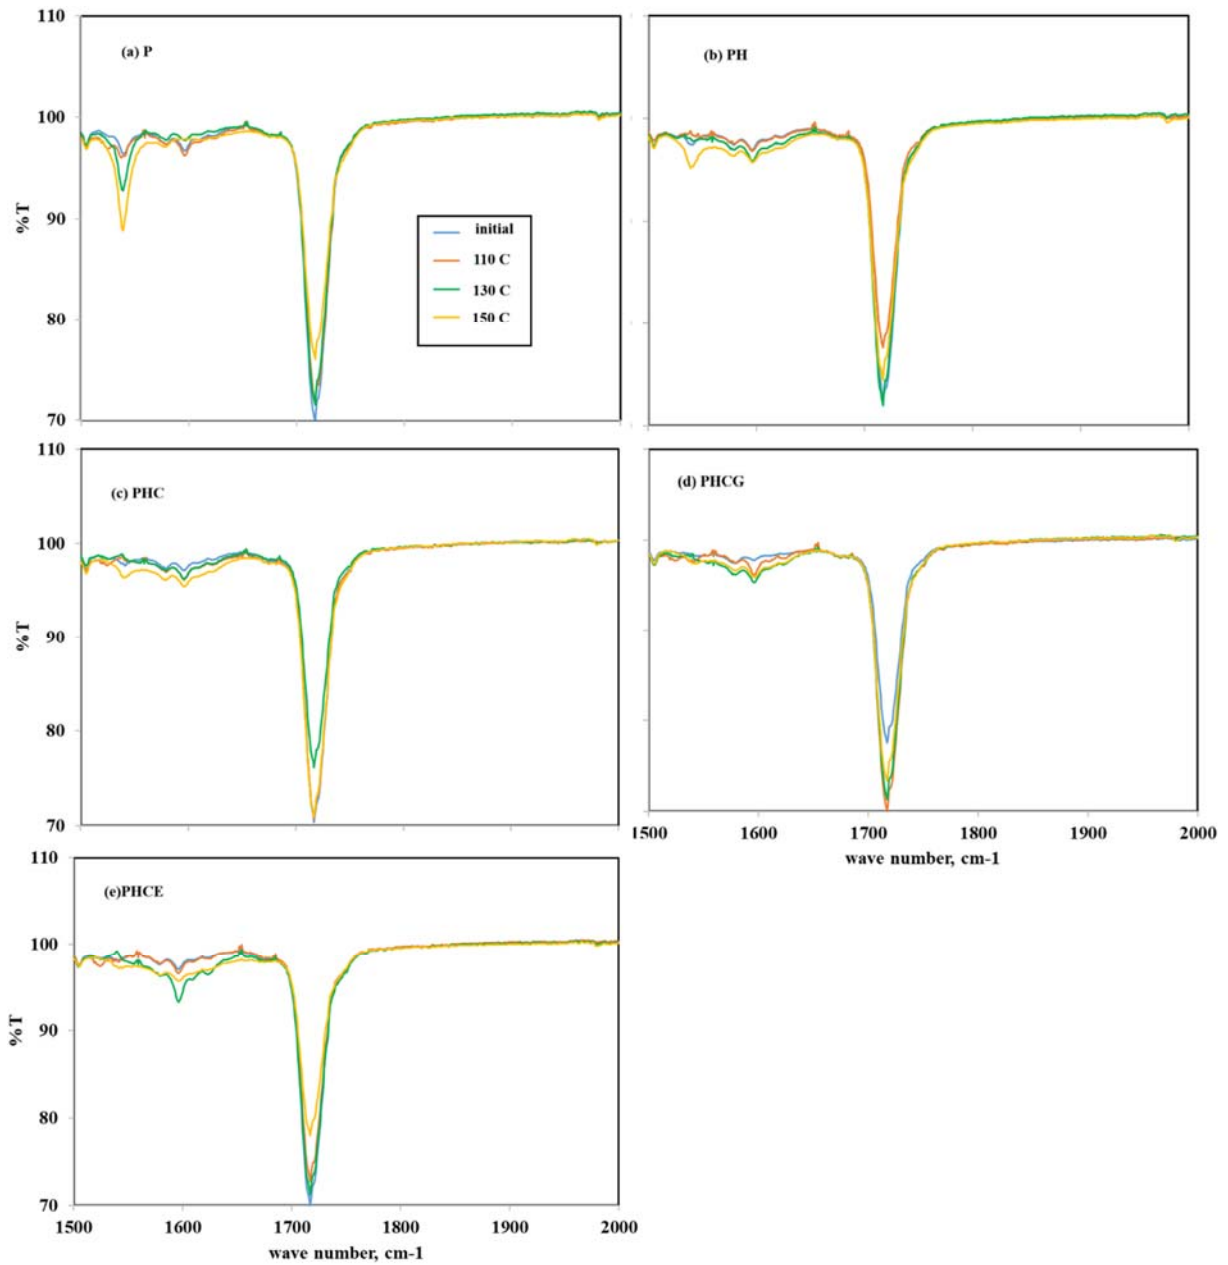 110
(a) P
(b) PH
100
%T
90
initial
110 C
130 C
150 C
80
70
110
(c) PHC
(d) PHCG
100
%T
90
80
70
1500 1600 1700 1800 1900 2000
wave number, cm-1
110
(e)PHCE
100
%T
90
80
70
1500 1600 1700 1800 1900 2000
wave number, cm-1